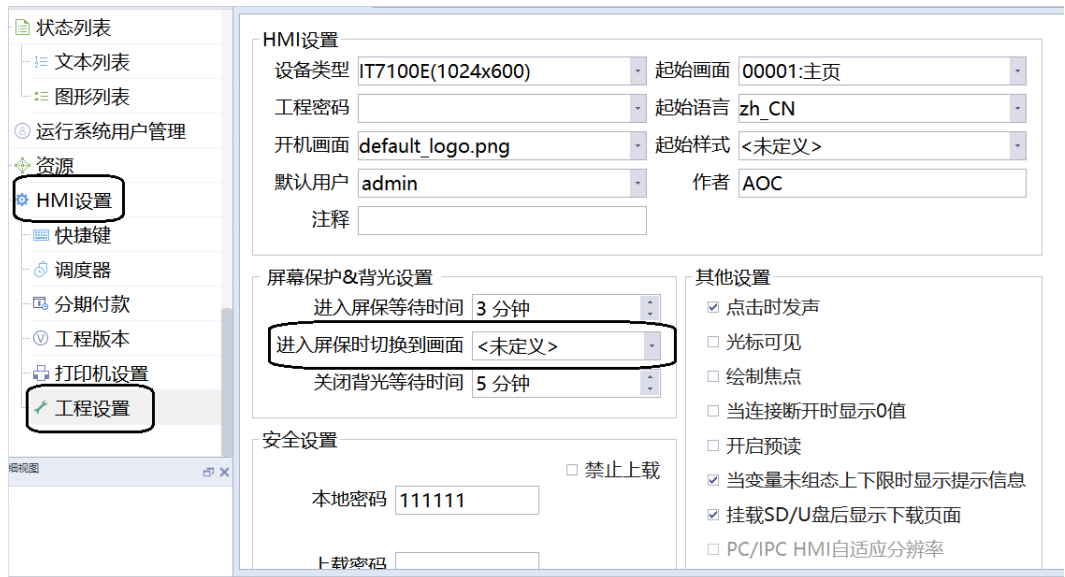 状态列表
文本列表
图形列表
运行系统用户管理
资源
HMI设置
快捷键
调度器
分期付款
工程版本
打印机设置
工程设置
细视图
HMI设置
设备类型 IT7100E(1024x600) 起始画面 00001:主页
工程密码 起始语言 zh_CN
开机画面 default_logo.png 起始样式 <未定义>
默认用户 admin 作者 AOC
注释
屏幕保护&背光设置
进入屏保等待时间 3 分钟
进入屏保时切换到画面 <未定义>
关闭背光等待时间 5 分钟
安全设置
禁止上载
本地密码 111111
上载密码
其他设置
点击时发声
光标可见
绘制焦点
当连接断开时显示0值
开启预读
当变量未组态上下限时显示提示信息
挂载SD/U盘后显示下载页面
PC/IPC HMI自适应分辨率